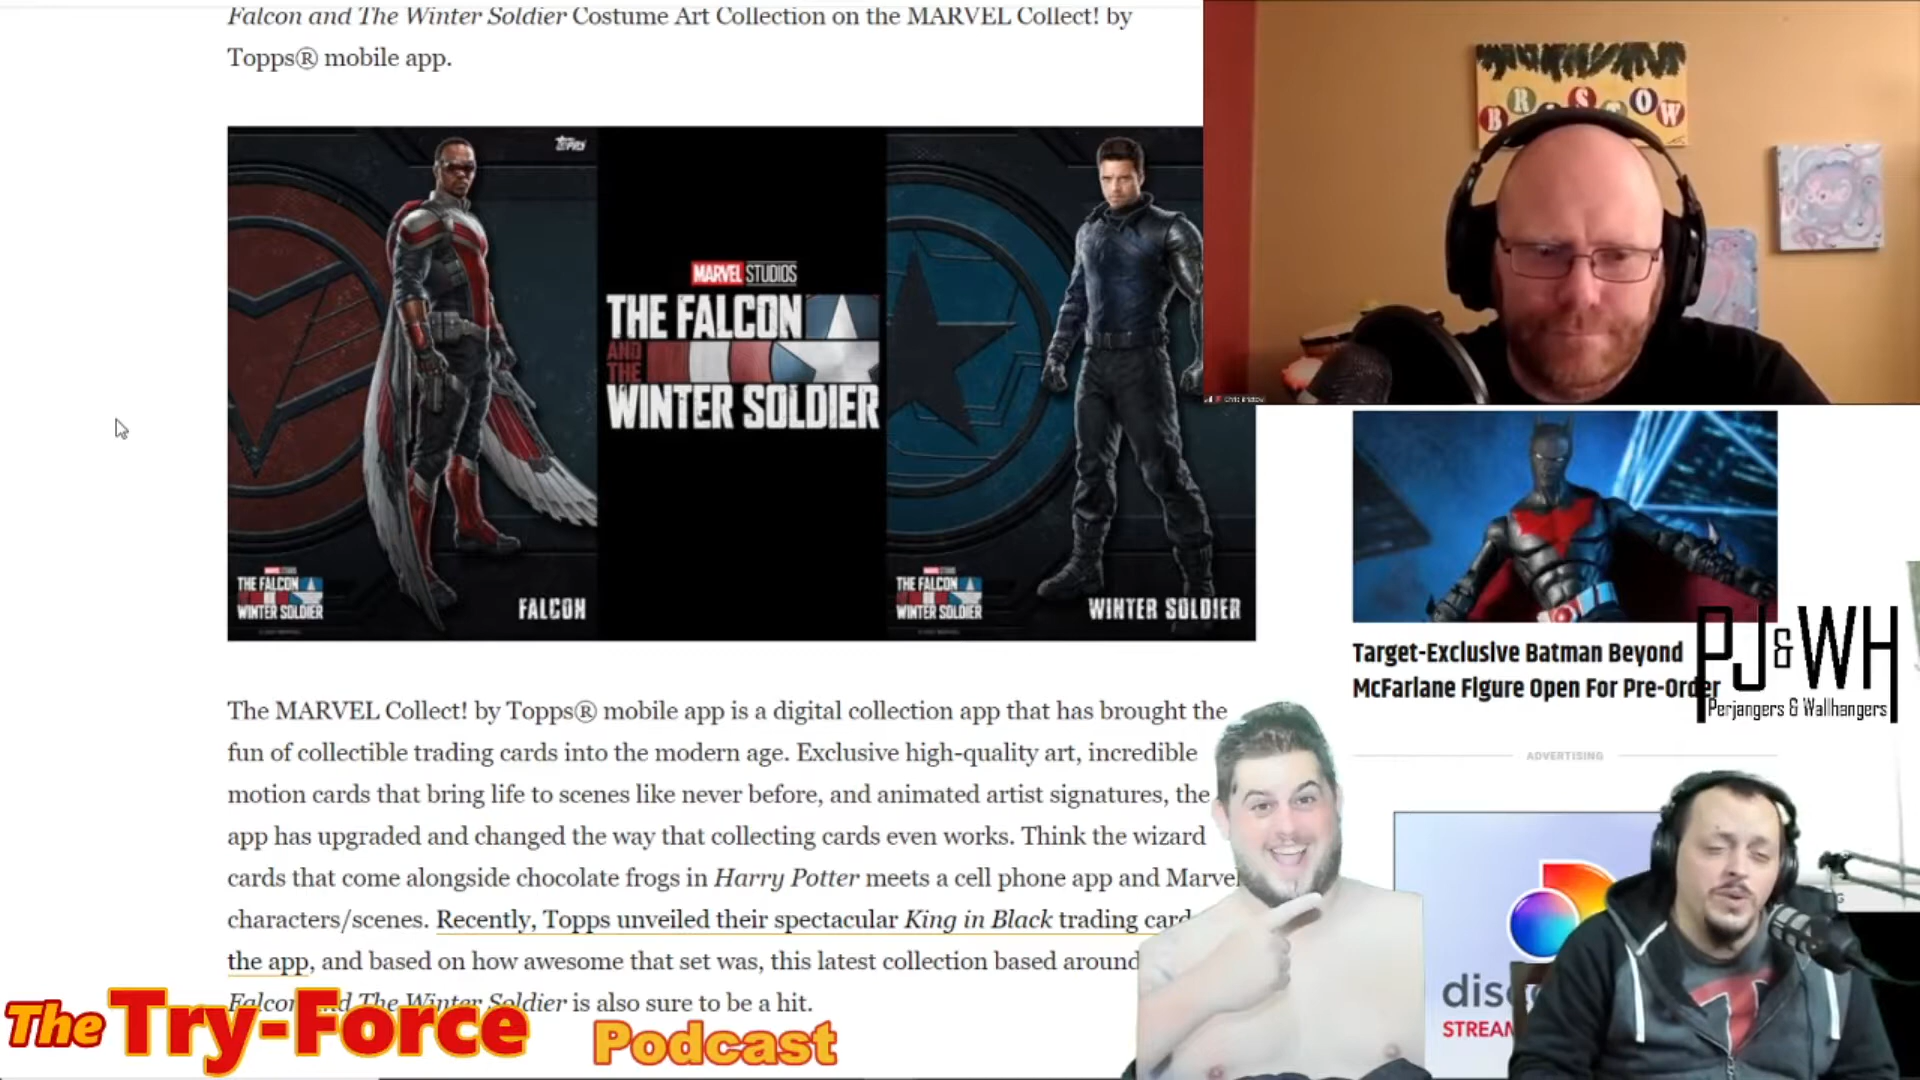 Falcon and The Winter Soldier Costume Art Collection on the MARVEL Collect! by
Topps® mobile app.
Topps
MARVEL STUDIOS
THE FALCON
AND THE
WINTER SOLDIER
THE FALCON
WINTER SOLDIER
FALCON
THE FALCON
WINTER SOLDIER
WINTER SOLDIER
BRISTOW
Chris Bristow
Target-Exclusive Batman Beyond
McFarlane Figure Open For Pre-Order
PJ&WH
Perjangers & Wallhangers
ADVERTISING
The MARVEL Collect! by Topps® mobile app is a digital collection app that has brought the
fun of collectible trading cards into the modern age. Exclusive high-quality art, incredible
motion cards that bring life to scenes like never before, and animated artist signatures, the
app has upgraded and changed the way that collecting cards even works. Think the wizard
cards that come alongside chocolate frogs in Harry Potter meets a cell phone app and Marvel
characters/scenes. Recently, Topps unveiled their spectacular King in Black trading card
the app, and based on how awesome that set was, this latest collection based around
Falcon and The Winter Soldier is also sure to be a hit.
disc
STREAM
The Try-Force
Podcast